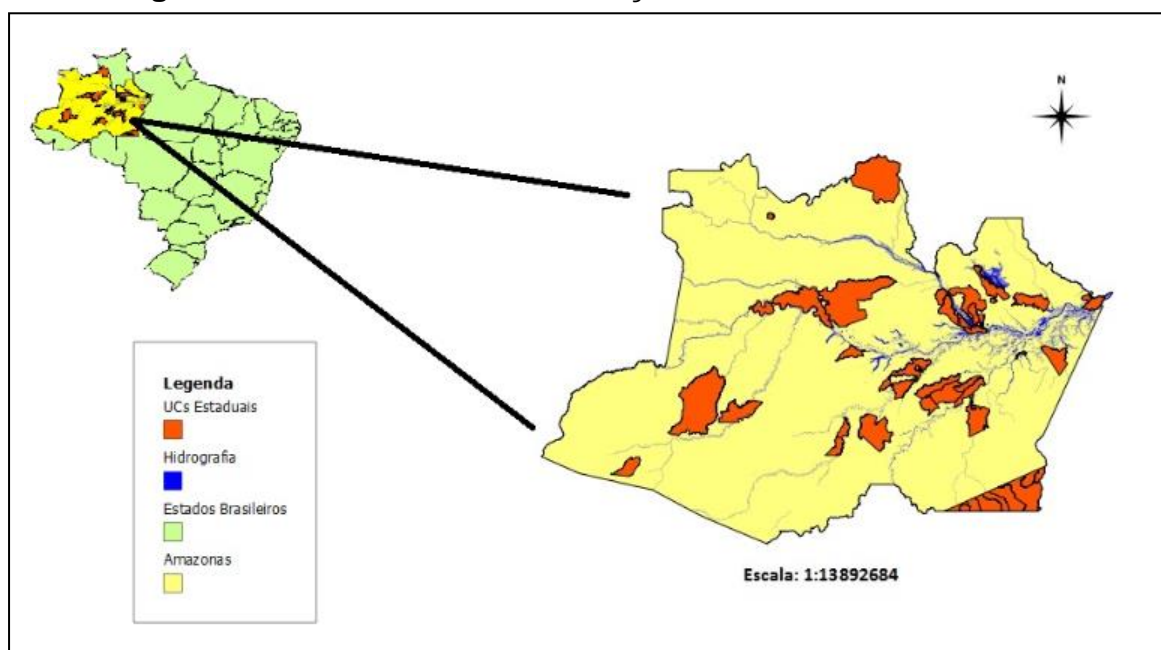 N
Legenda
UCs Estaduais
Hidrografia
Estados Brasileiros
Amazonas
Escala: 1:13892684